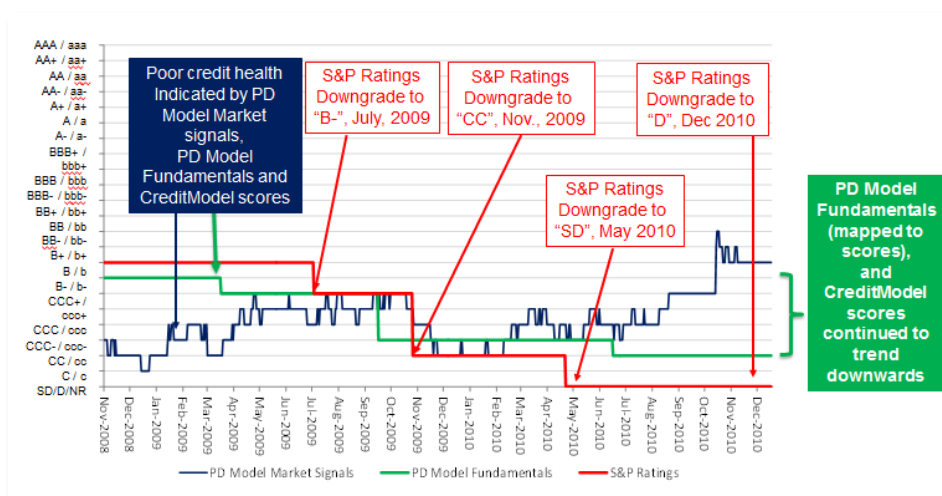 AAA / aaa
AA+ / aa+
AA / aa
AA- / aa-
A+ / a+
A / a
A- / a-
BBB+ /
bbb+
BBB / bbb
BBB- / bbb-
BB+ / bb+
BB / bb
BB- / bb-
B+ / b+
B / b
B- / b-
CCC+ /
ccc+
CCC / ccc
CCC- / ccc-
CC / cc
C / c
SD/D/NR
Poor credit health
Indicated by PD
Model Market
signals,
PD Model
Fundamentals and
CreditModel scores
S&P Ratings
Downgrade to
“B-”, July, 2009
S&P Ratings
Downgrade to
“CC”, Nov., 2009
S&P Ratings
Downgrade to
“D”, Dec 2010
S&P Ratings
Downgrade to
“SD”, May 2010
PD Model
Fundamentals
(mapped to
scores),
and
CreditModel
scores
continued to
trend
downwards
Nov-2008
Dec-2008
Jan-2009
Feb-2009
Mar-2009
Apr-2009
May-2009
Jun-2009
Jul-2009
Aug-2009
Sep-2009
Oct-2009
Nov-2009
Dec-2009
Jan-2010
Feb-2010
Mar-2010
Apr-2010
May-2010
Jun-2010
Jul-2010
Aug-2010
Sep-2010
Oct-2010
Nov-2010
Dec-2010
PD Model Market Signals
PD Model Fundamentals
S&P Ratings